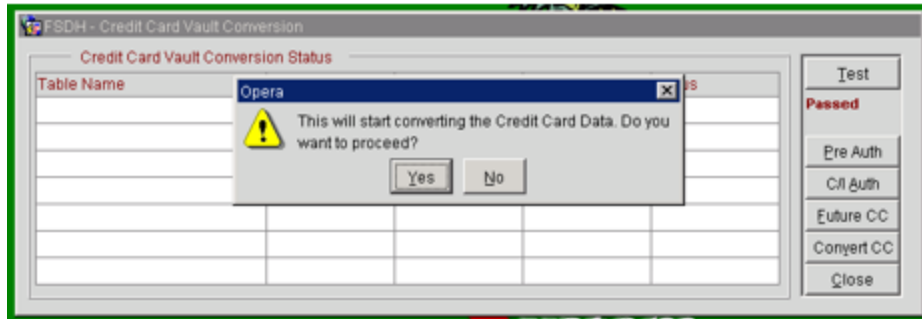 FSDH - Credit Card Vault Conversion
Credit Card Vault Conversion Status
Table Name
Opera
This will start converting the Credit Card Data. Do you
want to proceed?
Yes No
Test
Passed
Pre Auth
C/I Auth
Future CC
Convert CC
Close